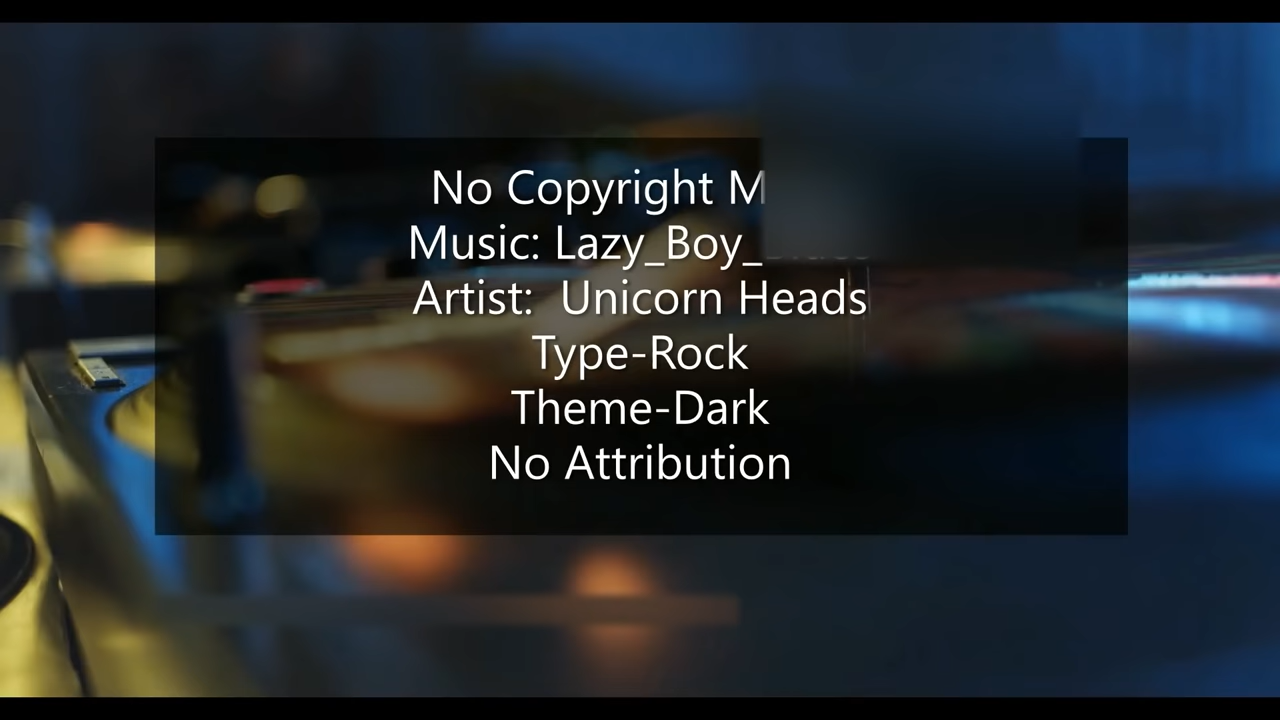 No Copyright M
Music: Lazy_Boy_
Artist: Unicorn Heads
Type-Rock
Theme-Dark
No Attribution